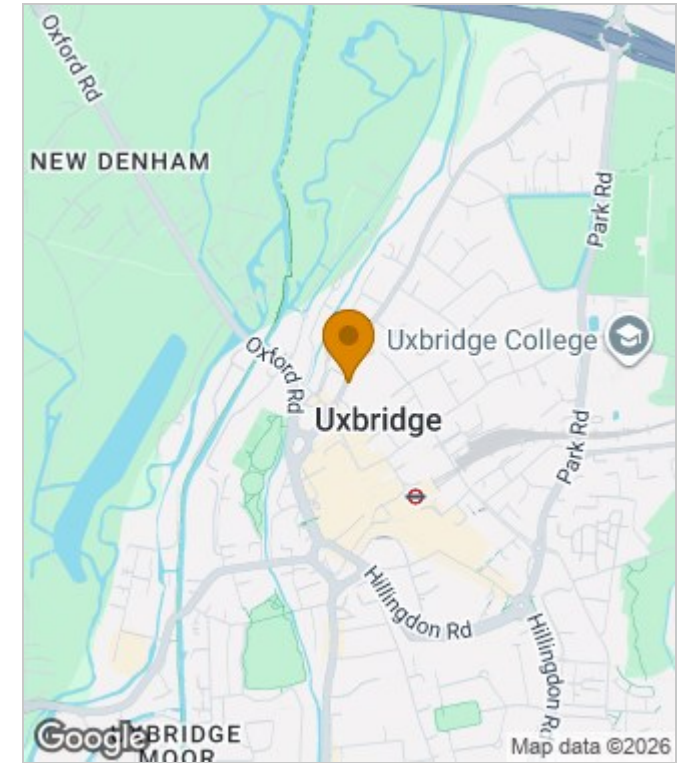 Oxford Rd
NEW DENHAM
Park Rd
Uxbridge College
Oxford Rd
Uxbridge
Park Rd
Hillingdon Rd
Hillingdon Rd
UXBRIDGE
MOOR
Google
Map data ©2026